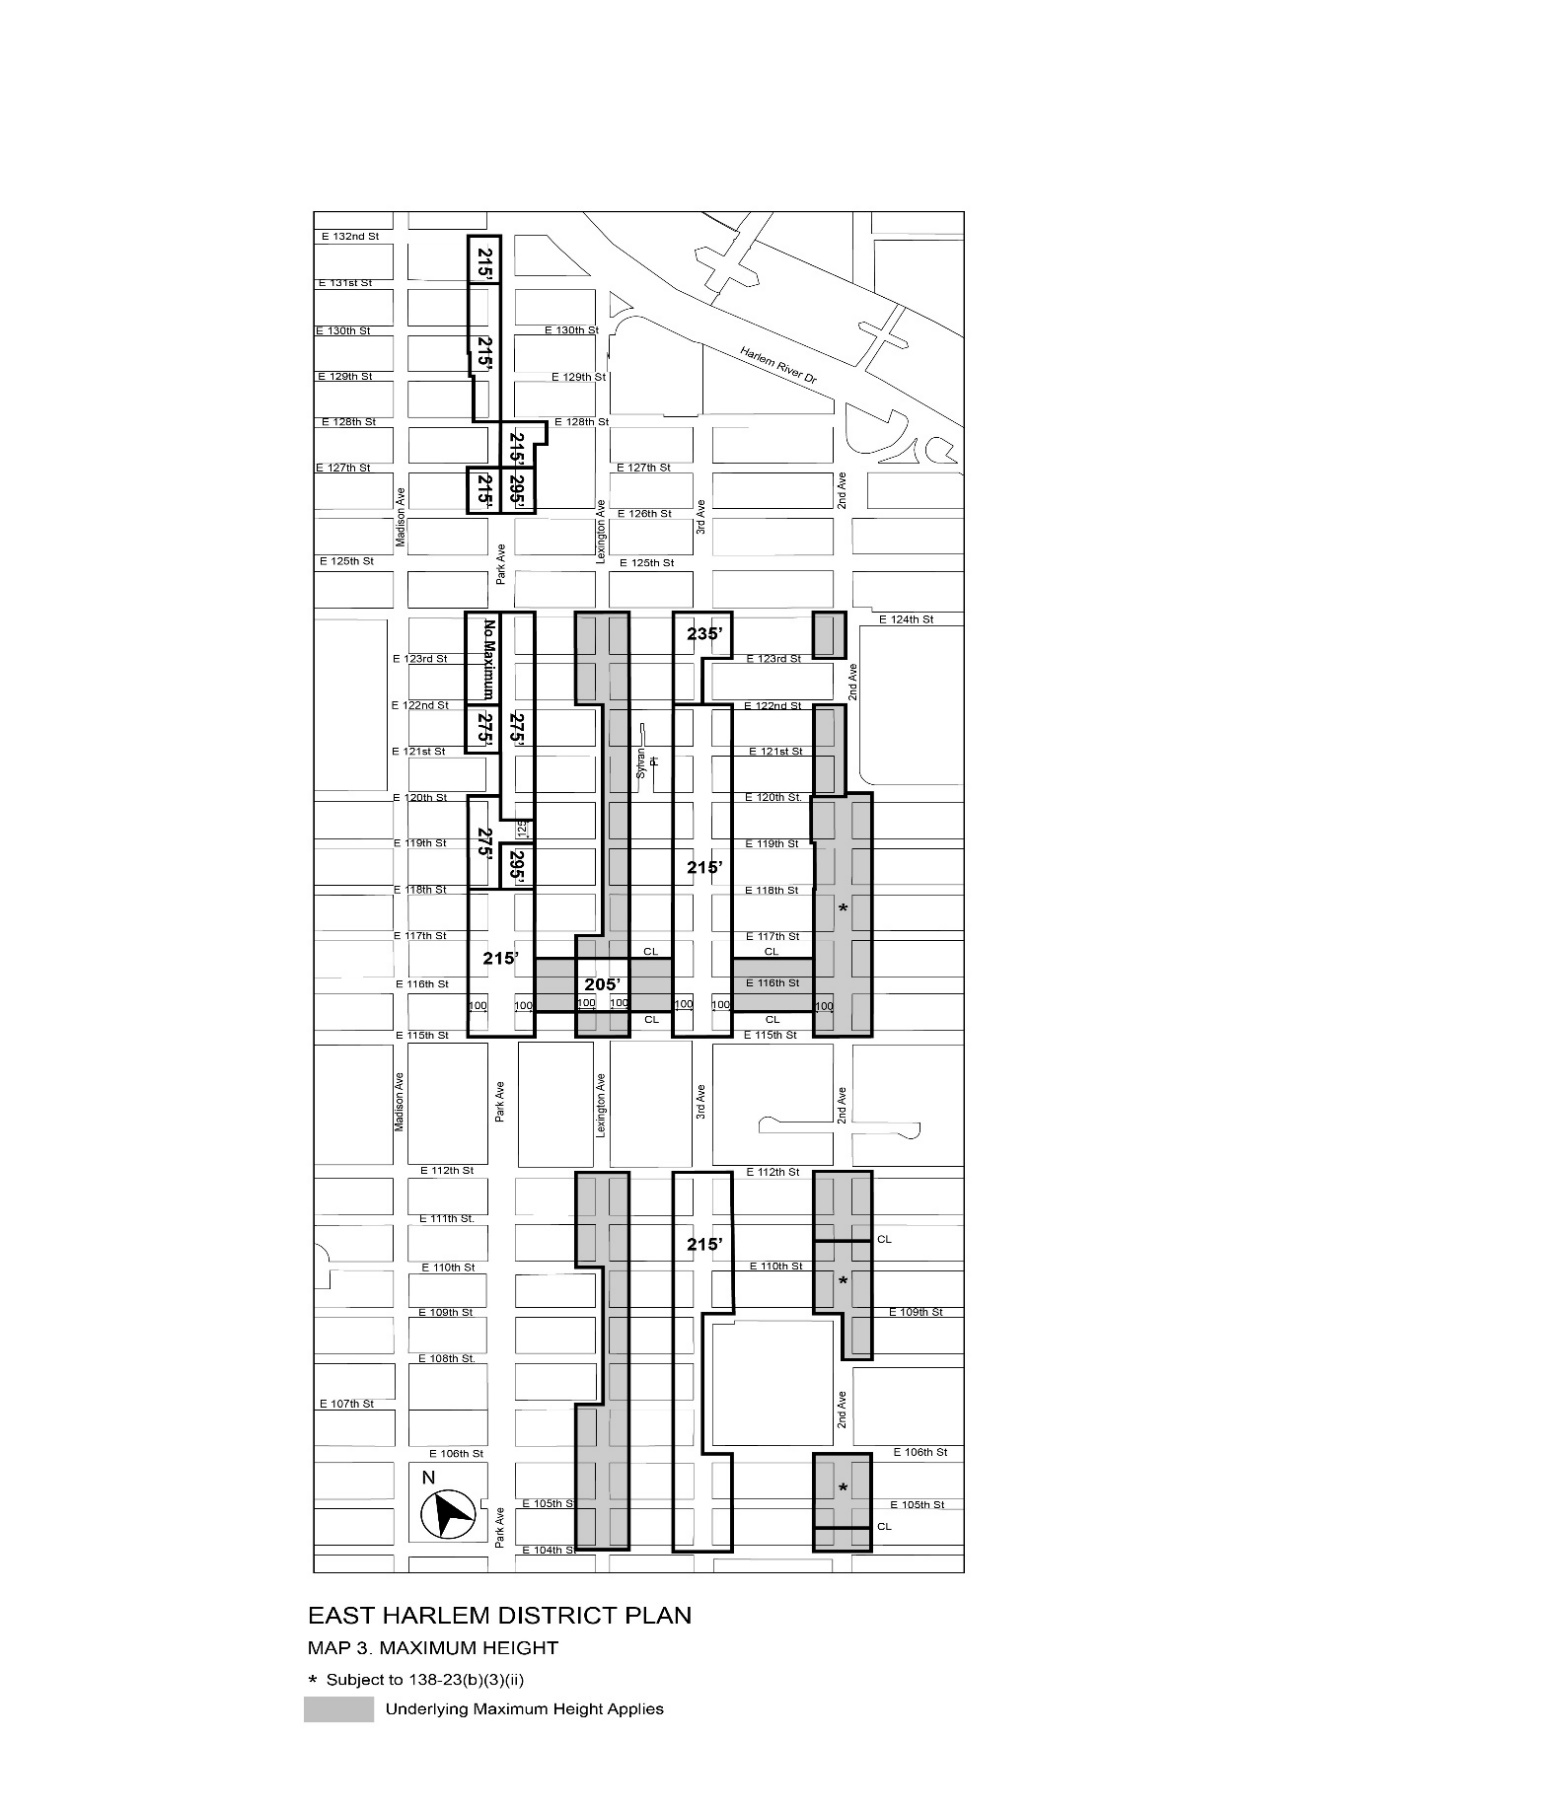 E 132nd St
215’
E 131st St
E 130th St
E 130th St
215’
Harlem River Dr
E 129th St
E 129th St
E 128th St
E 128th St
215’
E 127th St
E 127th St
215’
295’
2nd Ave
Madison Ave
Lexington Ave
3rd Ave
E 126th St
E 125th St
Park Ave
E 125th St
E 124th St
No Maximum
235’
E 123rd St
E 123rd St
2nd Ave
E 122nd St
E 122nd St
275’
275’
E 121st St
E 121st St
Sylvan
Pl
E 120th St
E 120th St.
125
E 119th St
275’
E 119th St
295’
215’
E 118th St
E 118th St
*
E 117th St
E 117th St
CL
CL
215’
E 116th St
205’
E 116th St
100
100
100
100
100
100
100
CL
CL
E 115th St
E 115th St
Madison Ave
Park Ave
Lexington Ave
3rd Ave
2nd Ave
E 112th St
E 112th St
E 111th St.
215’
CL
E 110th St
E 110th St
*
E 109th St
E 109th St
E 108th St.
E 107th St
2nd Ave
E 106th St
E 106th St
N
*
E 105th St
E 105th St
Park Ave
CL
E 104th St
EAST HARLEM DISTRICT PLAN
MAP 3. MAXIMUM HEIGHT
* Subject to 138-23(b)(3)(ii)
Underlying Maximum Height Applies